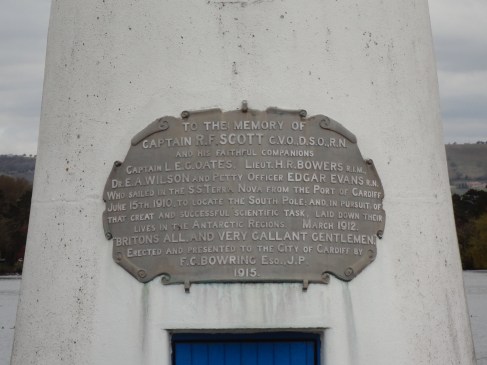 TO THE MEMORY OF
CAPTAIN R.F. SCOTT C.V.O., D.S.O., R.N.
AND HIS FAITHFUL COMPANIONS
CAPTAIN L.E.G. OATES. LIEUT. H.R. BOWERS R.I.M.
DR. E.A. WILSON AND PETTY OFFICER EDGAR EVANS R.N.
WHO SAILED IN THE S.S TERRA NOVA FROM THE PORT OF CARDIFF
JUNE 15TH, 1910, TO LOCATE THE SOUTH POLE; AND, IN PURSUIT, OF
THAT GREAT AND SUCCESSFUL SCIENTIFIC TASK, LAID DOWN THEIR
LIVES IN THE ANTARCTIC REGIONS. MARCH 1912.
"BRITONS ALL, AND VERY GALLANT GENTLEMEN."
ERECTED AND PRESENTED TO THE CITY OF CARDIFF BY
F.C. BOWRING ESQ., J.P.
1915.